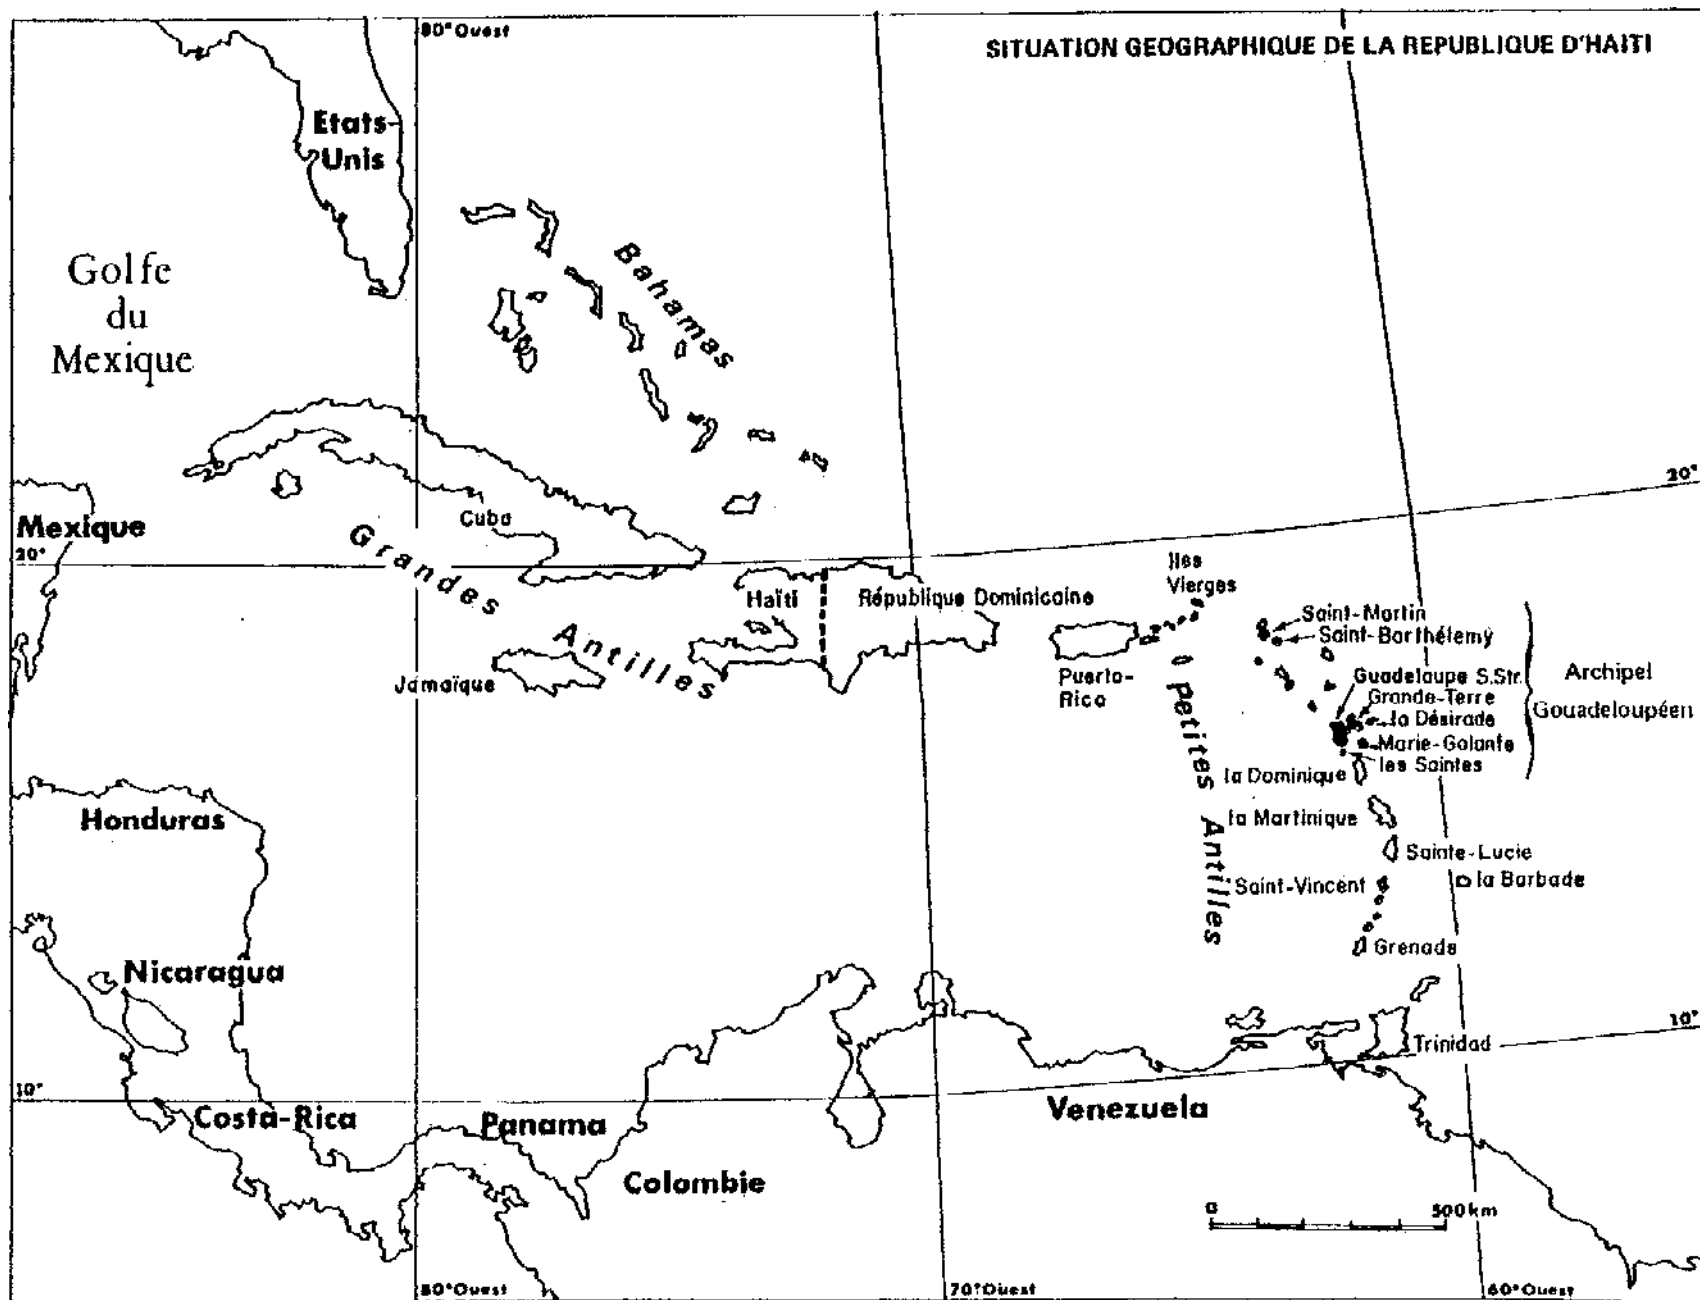 80°Ouest
SITUATION GEOGRAPHIQUE DE LA REPUBLIQUE D'HAITI
Etats-
Unis
Golfe
du
Mexique
Bahamas
20°
Mexique
20°
Cuba
Grandes Antilles
Iles
Vierges
Haïti
République Dominicaine
Saint-Martin
Saint-Barthélemy
Jamaïque
Puerto-
Rico
Petites Antilles
Guadeloupe S.Str.
Grande-Terre
la Désirade
Marie-Galante
les Saintes
Archipel
Gouadeloupéen
la Dominique
Honduras
la Martinique
Sainte-Lucie
Saint-Vincent
la Barbade
Grenade
Nicaragua
10°
Trinidad
10°
Costa-Rica
Panama
Venezuela
Colombie
0
500km
80°Ouest
70°Ouest
60°Ouest